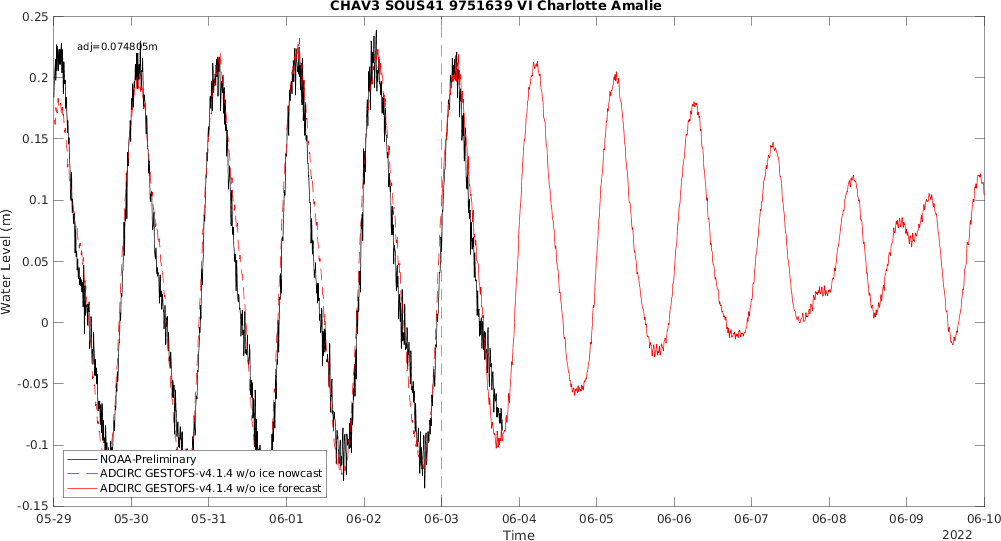 CHAV3 SOUS41 9751639 VI Charlotte Amalie
adj=0.074805m
0.25
0.2
0.15
0.1
0.05
0
-0.05
-0.1
-0.15
Water Level (m)
NOAA-Preliminary
ADCIRC GESTOFS-v4.1.4 w/o ice nowcast
ADCIRC GESTOFS-v4.1.4 w/o ice forecast
05-29 05-30 05-31 06-01 06-02 06-03 06-04 06-05 06-06 06-07 06-08 06-09 06-10
Time
2022